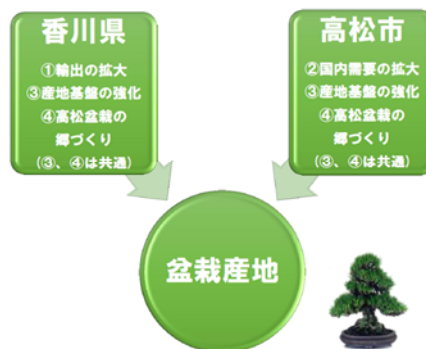 香川県
①輸出の拡大
③産地基盤の強化
④高松盆栽の
郷づくり
(③、④は共通)
高松市
②国内需要の拡大
③産地基盤の強化
④高松盆栽の
郷づくり
(③、④は共通)
盆栽産地